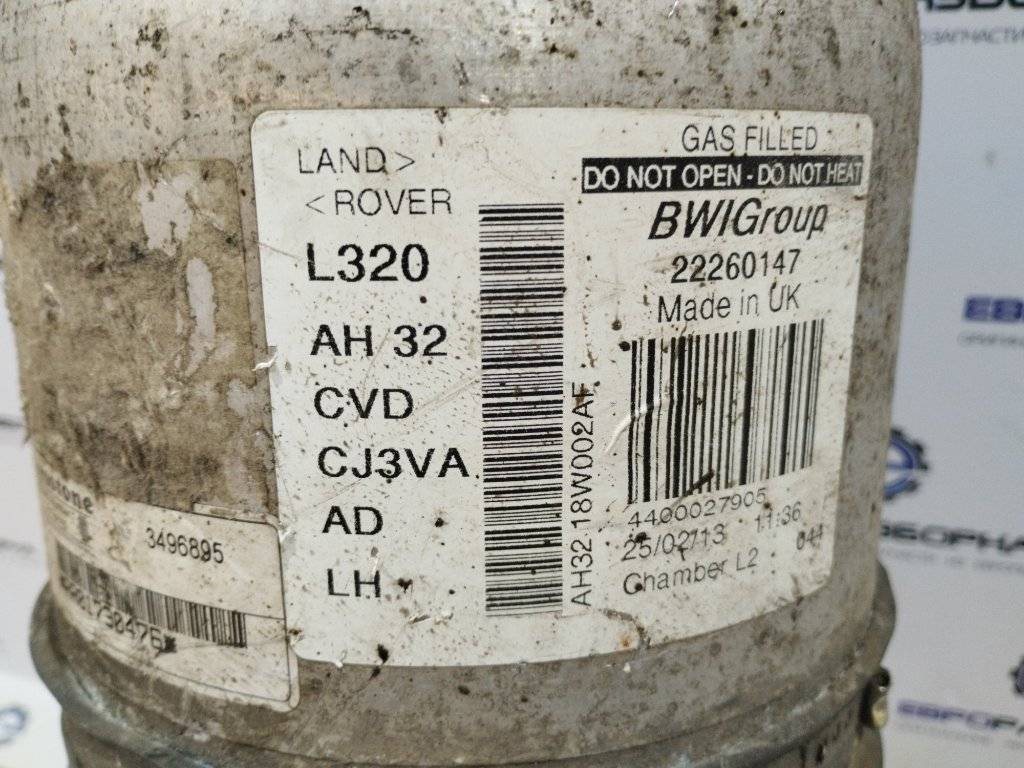 LAND >
< ROVER
L320
AH 32
CVD
CJ3VA
AD
LH
AH32 18W002AF
GAS FILLED
DO NOT OPEN - DO NOT HEAT
BWIGroup
22260147
Made in UK
4400027905
25/02/13 11:36
Chamber L2
3496895